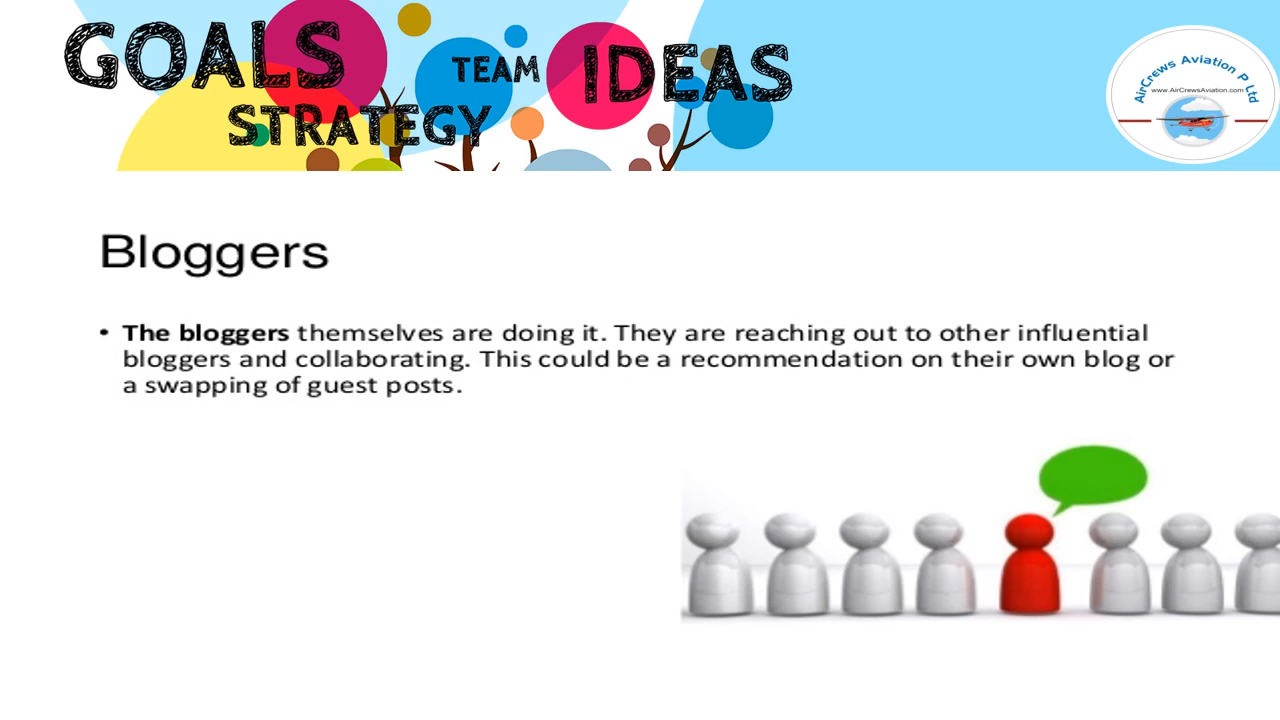 GOALS
TEAM
IDEAS
STRATEGY
AirCrews Aviation P Ltd
www.AirCrewsAviation.com
Bloggers
• The bloggers themselves are doing it. They are reaching out to other influential
bloggers and collaborating. This could be a recommendation on their own blog or
a swapping of guest posts.